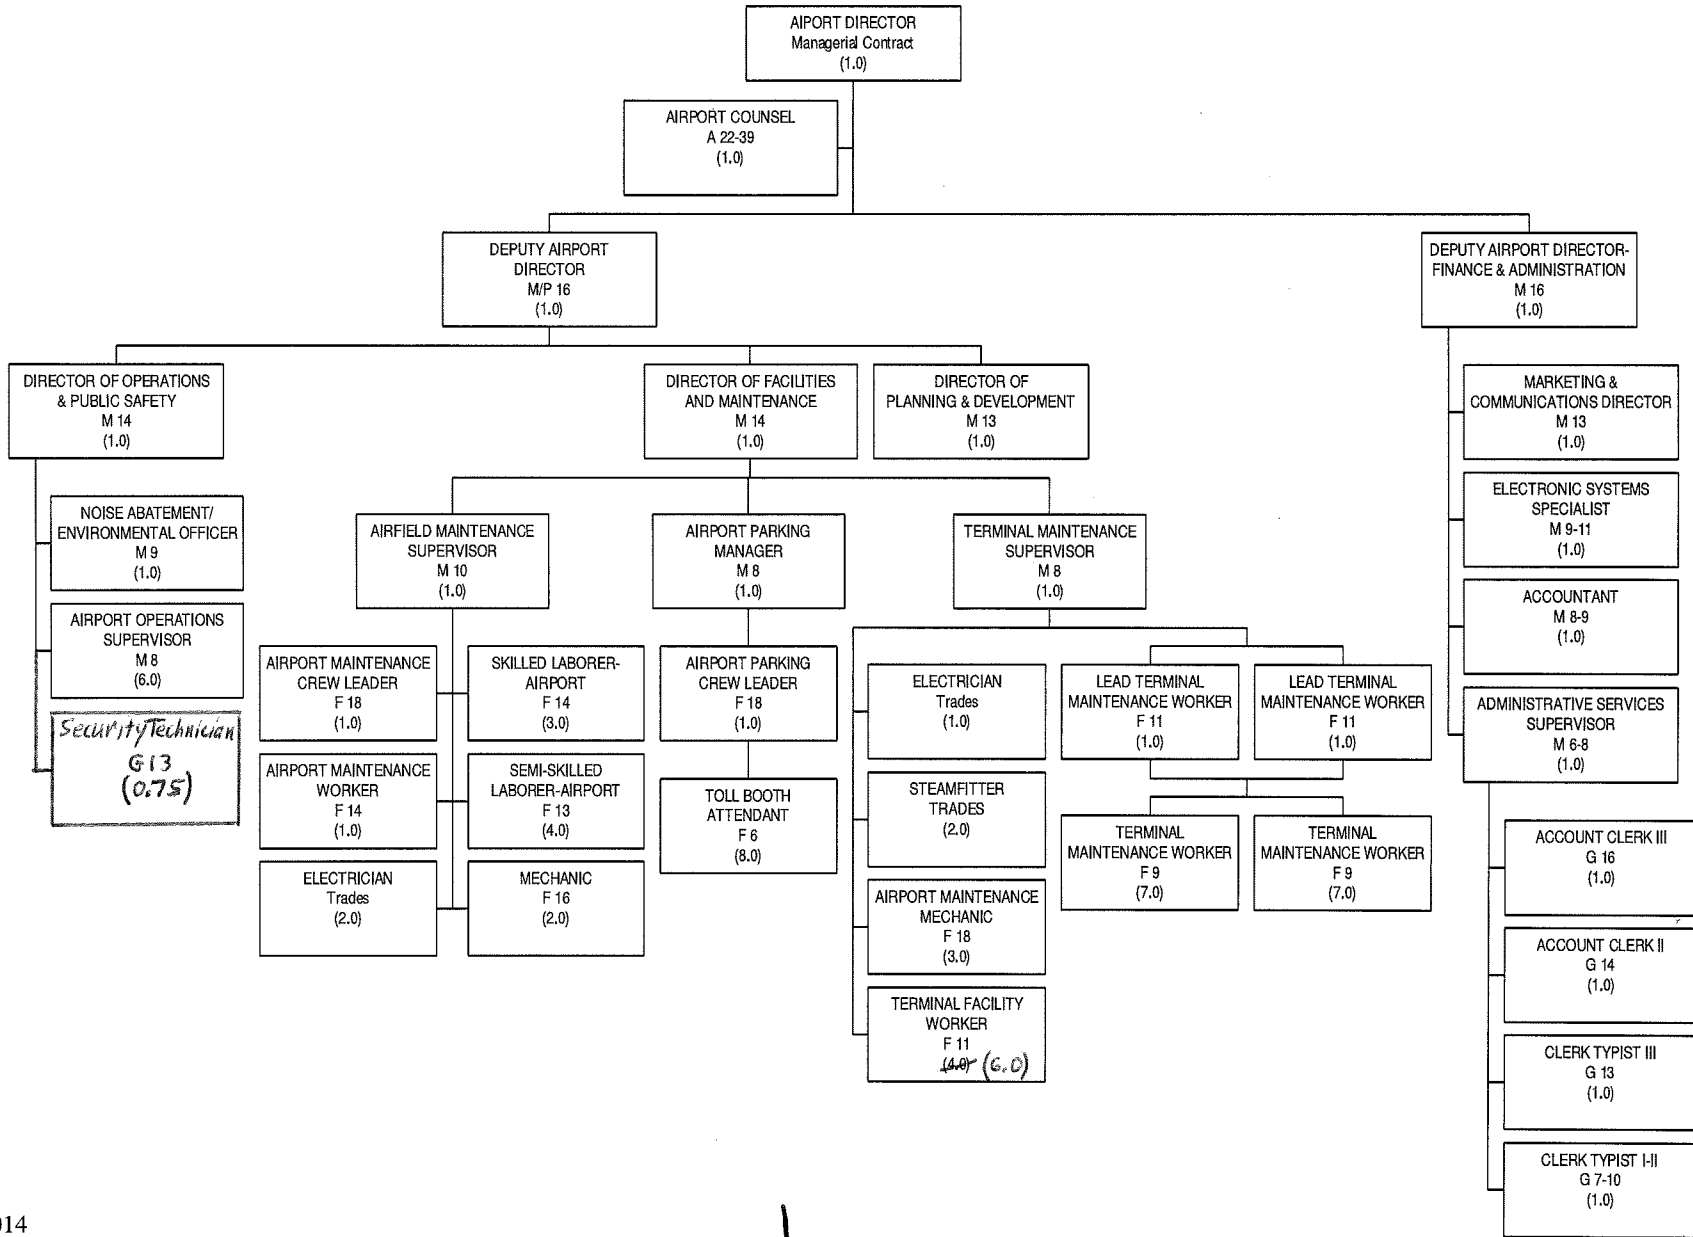 AIPORT DIRECTOR
Managerial Contract
(1.0)
AIRPORT COUNSEL
A 22-39
(1.0)
DEPUTY AIRPORT
DIRECTOR
M/P 16
(1.0)
DEPUTY AIRPORT DIRECTOR-
FINANCE & ADMINISTRATION
M 16
(1.0)
DIRECTOR OF OPERATIONS
& PUBLIC SAFETY
M 14
(1.0)
DIRECTOR OF FACILITIES
AND MAINTENANCE
M 14
(1.0)
DIRECTOR OF
PLANNING & DEVELOPMENT
M 13
(1.0)
MARKETING &
COMMUNICATIONS DIRECTOR
M 13
(1.0)
NOISE ABATEMENT/
ENVIRONMENTAL OFFICER
M 9
(1.0)
AIRPORT OPERATIONS
SUPERVISOR
M 8
(6.0)
Security Technician
G13
(0.75)
AIRFIELD MAINTENANCE
SUPERVISOR
M 10
(1.0)
AIRPORT PARKING
MANAGER
M 8
(1.0)
TERMINAL MAINTENANCE
SUPERVISOR
M 8
(1.0)
ELECTRONIC SYSTEMS
SPECIALIST
M 9-11
(1.0)
ACCOUNTANT
M 8-9
(1.0)
ADMINISTRATIVE SERVICES
SUPERVISOR
M 6-8
(1.0)
AIRPORT MAINTENANCE
CREW LEADER
F 18
(1.0)
SKILLED LABORER-
AIRPORT
F 14
(3.0)
AIRPORT MAINTENANCE
WORKER
F 14
(1.0)
SEMI-SKILLED
LABORER-AIRPORT
F 13
(4.0)
ELECTRICIAN
Trades
(2.0)
MECHANIC
F 16
(2.0)
AIRPORT PARKING
CREW LEADER
F 18
(1.0)
TOLL BOOTH
ATTENDANT
F 6
(8.0)
ELECTRICIAN
Trades
(1.0)
STEAMFITTER
TRADES
(2.0)
AIRPORT MAINTENANCE
MECHANIC
F 18
(3.0)
TERMINAL FACILITY
WORKER
F 11
(4.0) (6.0)
LEAD TERMINAL
MAINTENANCE WORKER
F 11
(1.0)
LEAD TERMINAL
MAINTENANCE WORKER
F 11
(1.0)
TERMINAL
MAINTENANCE WORKER
F 9
(7.0)
TERMINAL
MAINTENANCE WORKER
F 9
(7.0)
ACCOUNT CLERK III
G 16
(1.0)
ACCOUNT CLERK II
G 14
(1.0)
CLERK TYPIST III
G 13
(1.0)
CLERK TYPIST I-II
G 7-10
(1.0)
014